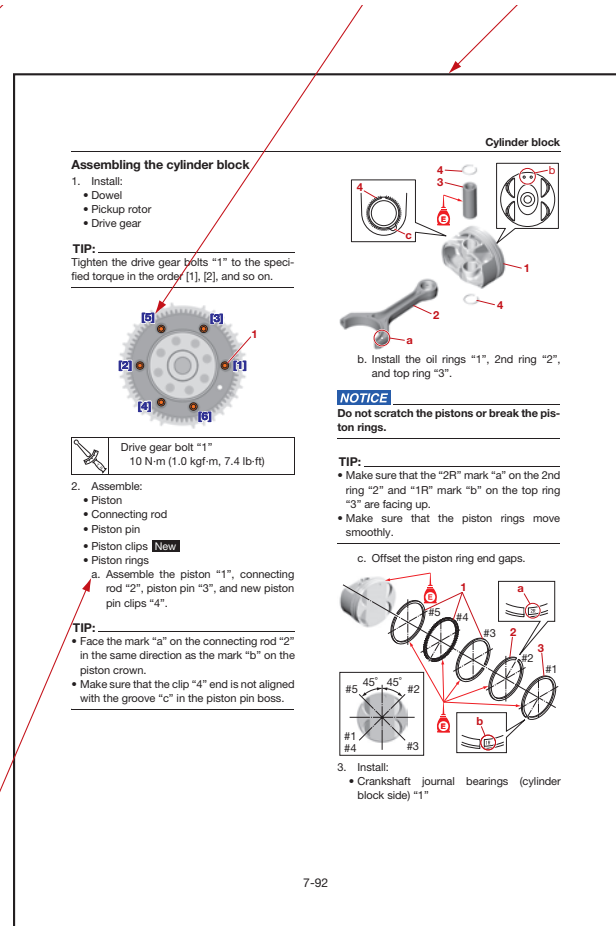 Cylinder block
Assembling the cylinder block
1. Install:
• Dowel
• Pickup rotor
• Drive gear
TIP:
Tighten the drive gear bolts “1” to the speci-
fied torque in the order [1], [2], and so on.
[5]
[3]
1
[2]
[1]
[4]
[6]
Drive gear bolt “1”
10 N·m (1.0 kgf·m, 7.4 lb·ft)
2. Assemble:
• Piston
• Connecting rod
• Piston pin
• Piston clips New
• Piston rings
a. Assemble the piston “1”, connecting
rod “2”, piston pin “3”, and new piston
pin clips “4”.
TIP:
• Face the mark “a” on the connecting rod “2”
in the same direction as the mark “b” on the
piston crown.
• Make sure that the clip “4” end is not aligned
with the groove “c” in the piston pin boss.
4
b
4
3
E
c
1
4
2
a
b. Install the oil rings “1”, 2nd ring “2”,
and top ring “3”.
NOTICE
Do not scratch the pistons or break the pis-
ton rings.
TIP:
• Make sure that the “2R” mark “a” on the 2nd
ring “2” and “1R” mark “b” on the top ring
“3” are facing up.
• Make sure that the piston rings move
smoothly.
c. Offset the piston ring end gaps.
E
1
a
#5
#4
#3
2
#2
3
#1
45° 45°
#5
#2
#1
#4
#3
E
b
3. Install:
• Crankshaft journal bearings (cylinder
block side) “1”
7-92